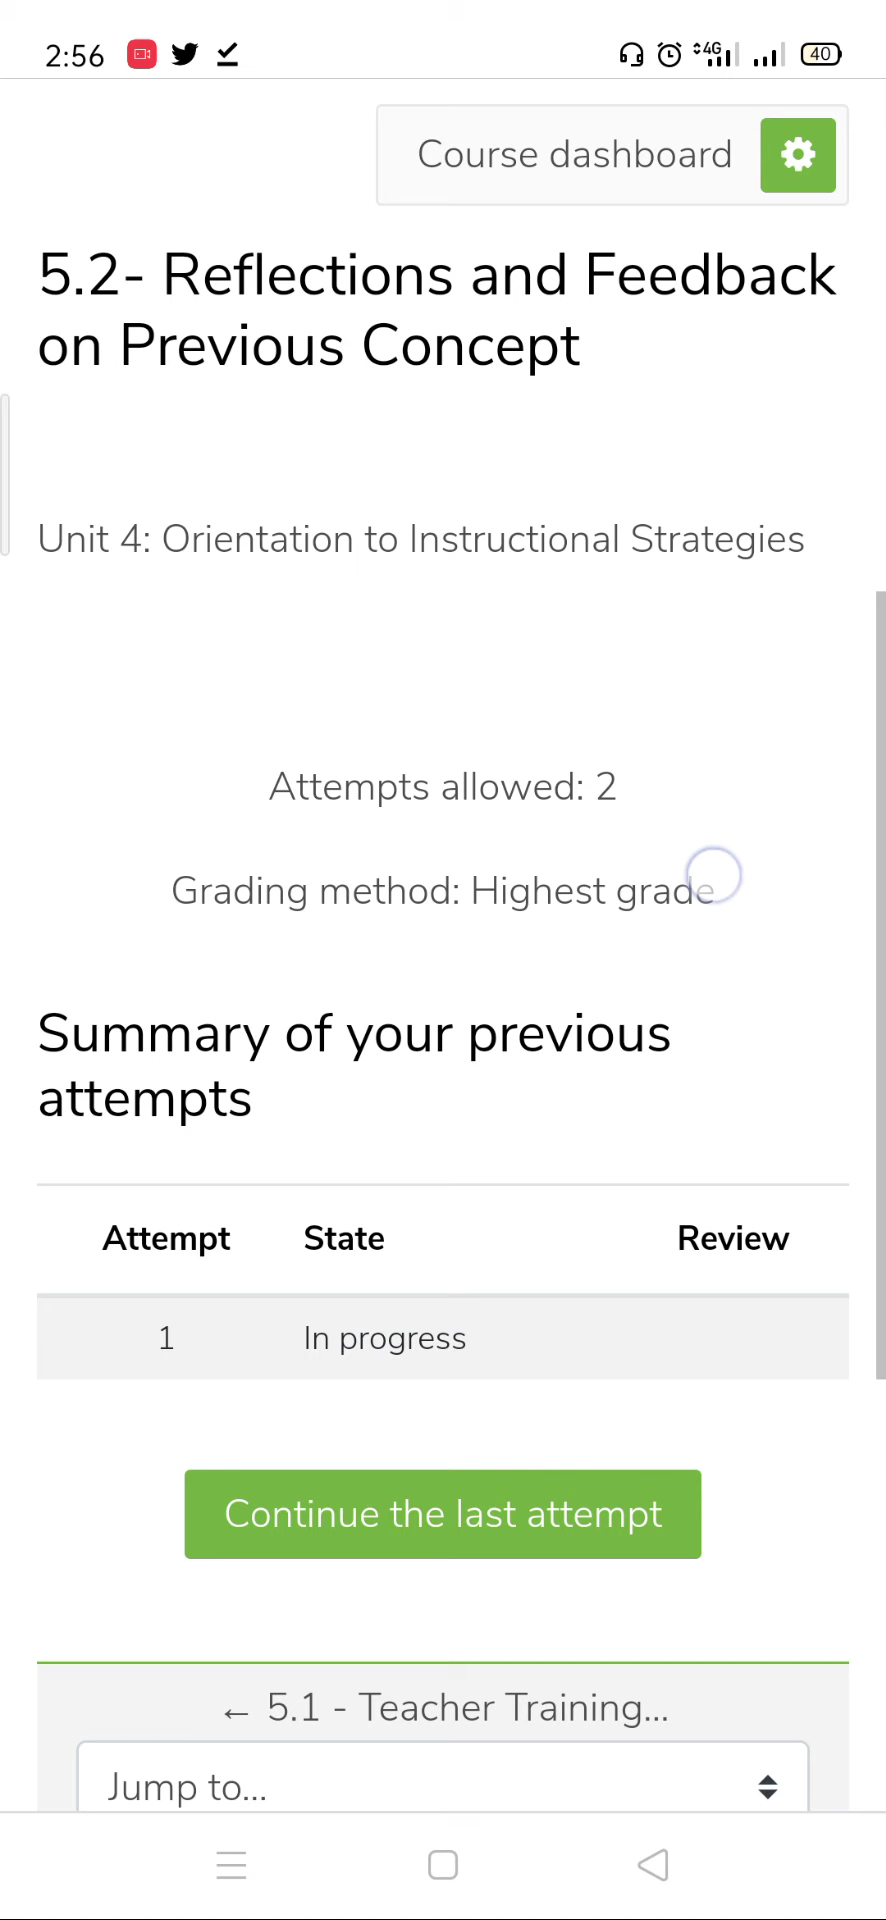 2:56
4G
40
Course dashboard
5.2- Reflections and Feedback
on Previous Concept
Unit 4: Orientation to Instructional Strategies
Attempts allowed: 2
Grading method: Highest grade
Summary of your previous
attempts
Attempt State Review
1 In progress
Continue the last attempt
← 5.1 - Teacher Training...
Jump to...